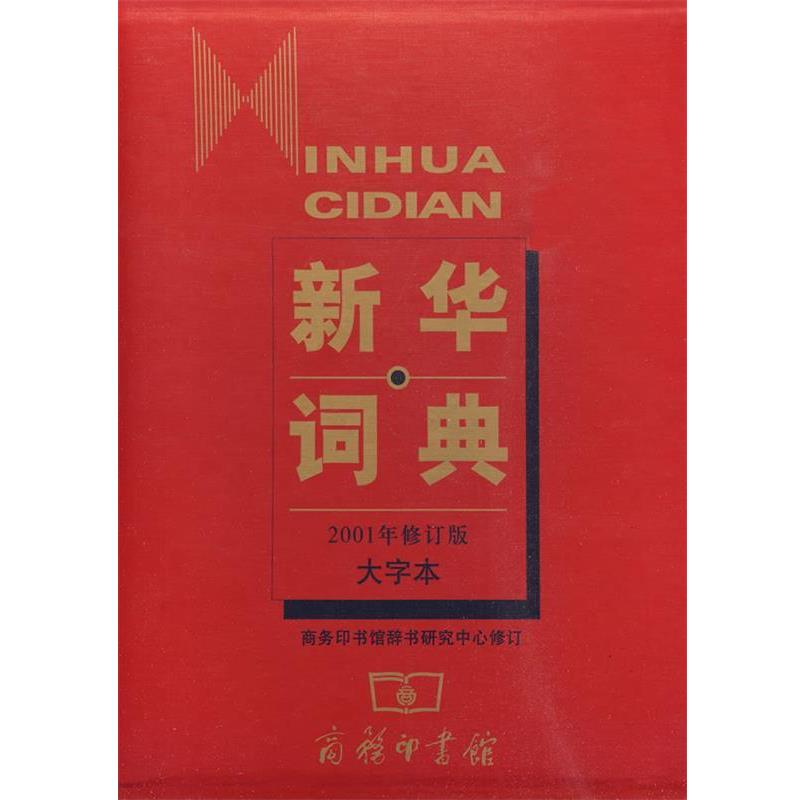 XINHUA
CIDIAN
新华
词典
2001年修订版
大字本
商务印书馆辞书研究中心修订
商務印書館